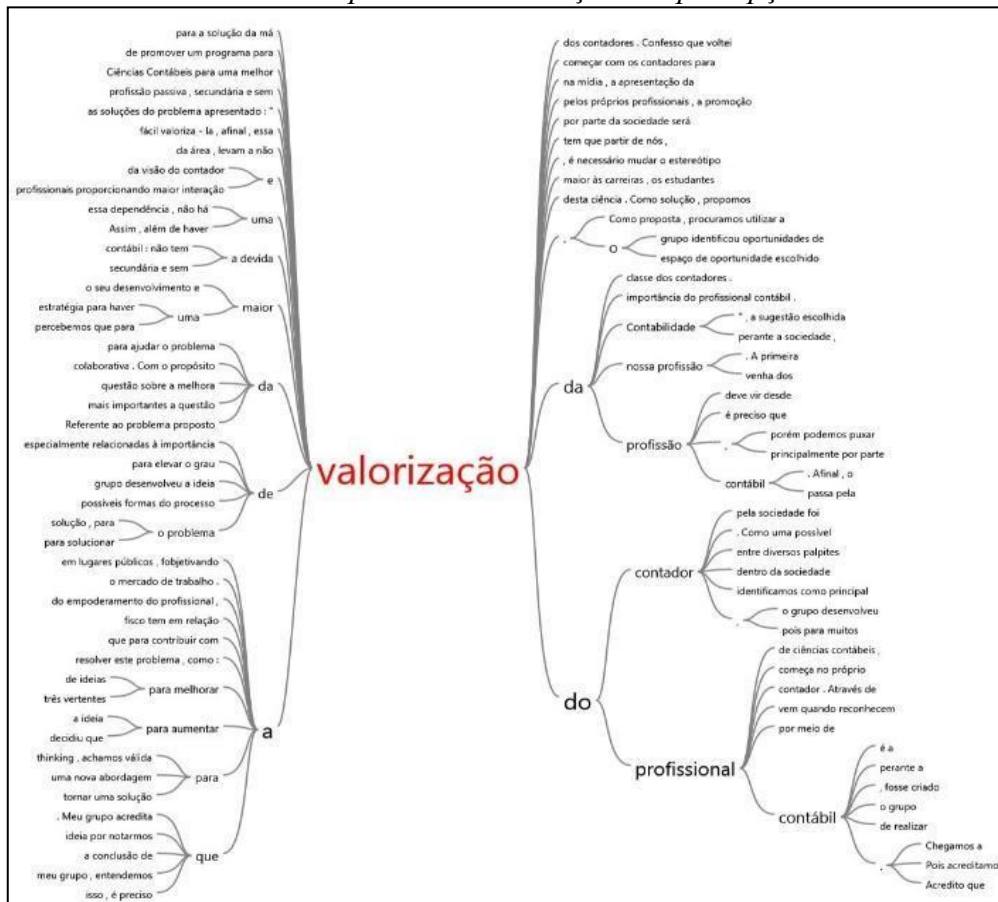 para a solução da má
de promover um programa para
Ciências Contábeis para uma melhor
profissão passiva , secundária e sem
as soluções do problema apresentado : "
fácil valoriza - la , afinal , essa
da área , levam a não
da visão do contador
profissionais proporcionando maior interação
e
essa dependência , não há
Assim , além de haver
uma
contábil : não tem
secundária e sem
a devida
o seu desenvolvimento e
estratégia para haver
percebemos que para
uma
maior
para ajudar o problema
colaborativa . Com o propósito
questão sobre a melhora
mais importantes a questão
Referente ao problema proposto
da
especialmente relacionadas à importância
para elevar o grau
grupo desenvolveu a ideia
possíveis formas do processo
solução , para
para solucionar
o problema
de
em lugares públicos , fobjetivando
o mercado de trabalho .
do empoderamento do profissional ,
fisco tem em relação
que para contribuir com
resolver este problema , como :
de ideias
três vertentes
para melhorar
a ideia
decidiu que
para aumentar
thinking , achamos válida
uma nova abordagem
tornar uma solução
para
. Meu grupo acredita
ideia por notarmos
a conclusão de
meu grupo , entendemos
isso , é preciso
que
a
valorização
dos contadores . Confesso que voltei
começar com os contadores para
na mídia , a apresentação da
pelos próprios profissionais , a promoção
por parte da sociedade será
tem que partir de nós ,
, é necessário mudar o estereótipo
maior às carreiras , os estudantes
desta ciência . Como solução , propomos
.
Como proposta , procuramos utilizar a
o
grupo identificou oportunidades de
espaço de oportunidade escolhido
da
classe dos contadores .
importância do profissional contábil .
Contabilidade
" , a sugestão escolhida
perante a sociedade ,
nossa profissão
. A primeira
venha dos
profissão
deve vir desde
é preciso que
,
porém podemos puxar
principalmente por parte
contábil
. Afinal , o
passa pela
do
contador
pela sociedade foi
. Como uma possível
entre diversos palpites
dentro da sociedade
identificamos como principal
,
o grupo desenvolveu
pois para muitos
profissional
de ciências contábeis ,
começa no próprio
contador . Através de
vem quando reconhecem
por meio de
contábil
é a
perante a
, fosse criado
o grupo
de realizar
.
Chegamos a
Pois acreditamo
Acredito que